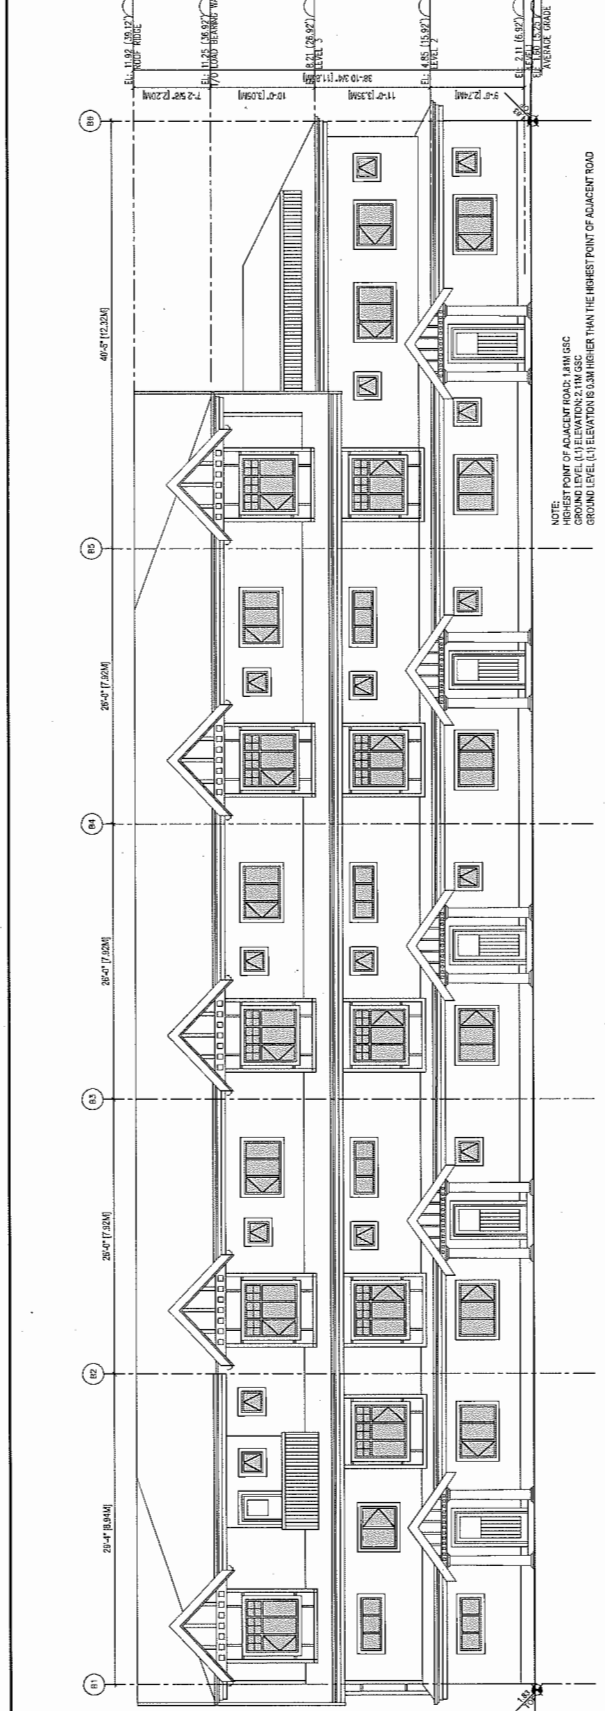 B1
B2
B3
B4
B5
B6
29'-4" [8.94M]
26'-0" [7.92M]
26'-0" [7.92M]
26'-0" [7.92M]
40'-5" [12.32M]
EL: 11.92 [39.12']
ROOF RIDGE
EL: 11.25 [36.92']
T/O LOAD BEARING WA
EL: 8.21 [26.92']
LEVEL 3
EL: 4.85 [15.92']
LEVEL 2
EL: 2.11 [6.92']
LEVEL 1
EL: 1.60 [5.25']
AVERAGE GRADE
7'-2 5/8" [2.20M]
10'-0" [3.05M]
11'-0" [3.35M]
9'-0" [2.74M]
38'-10 3/4"
1.83
NOTE:
HIGHEST POINT OF ADJACENT ROAD: 1.81M GSC
GROUND LEVEL (L1) ELEVATION: 2.11M GSC
GROUND LEVEL (L1) ELEVATION IS 0.3M HIGHER THAN THE HIGHEST POINT OF ADJACENT ROAD